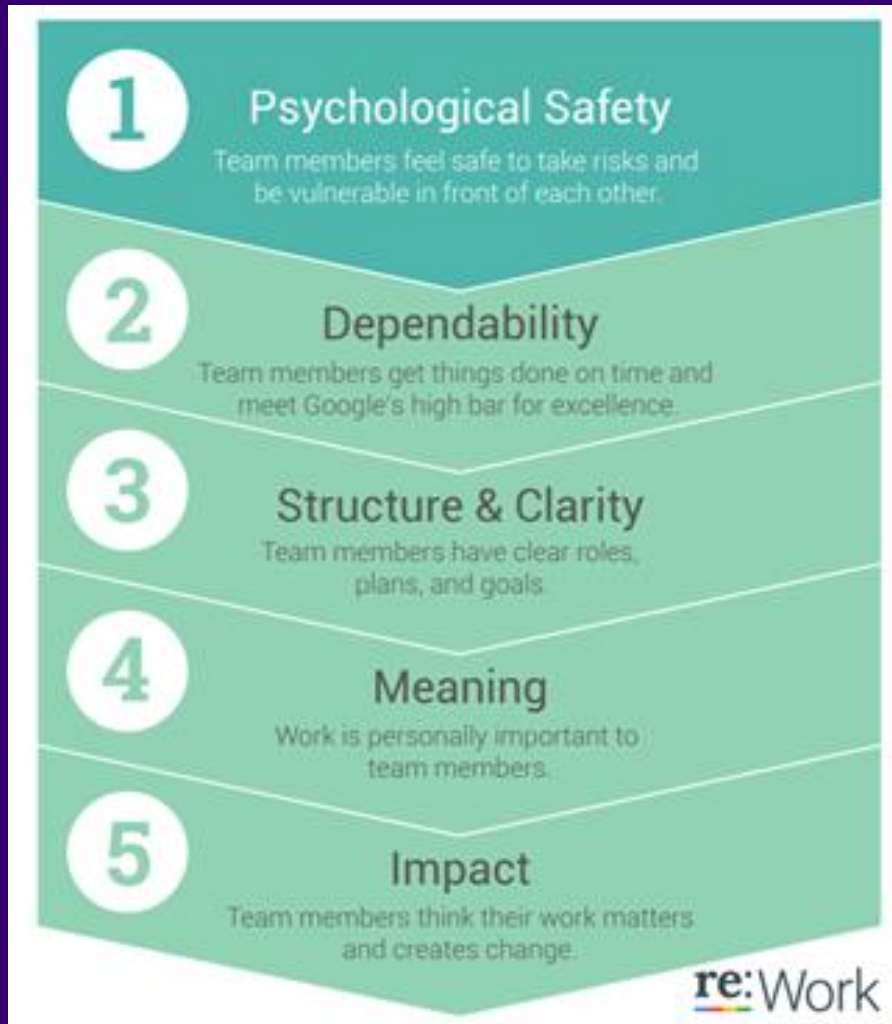 1
Psychological Safety
Team members feel safe to take risks and
be vulnerable in front of each other.
2
Dependability
Team members get things done on time and
meet Google's high bar for excellence.
3
Structure & Clarity
Team members have clear roles,
plans, and goals.
4
Meaning
Work is personally important to
team members.
5
Impact
Team members think their work matters
and creates change.
re:Work